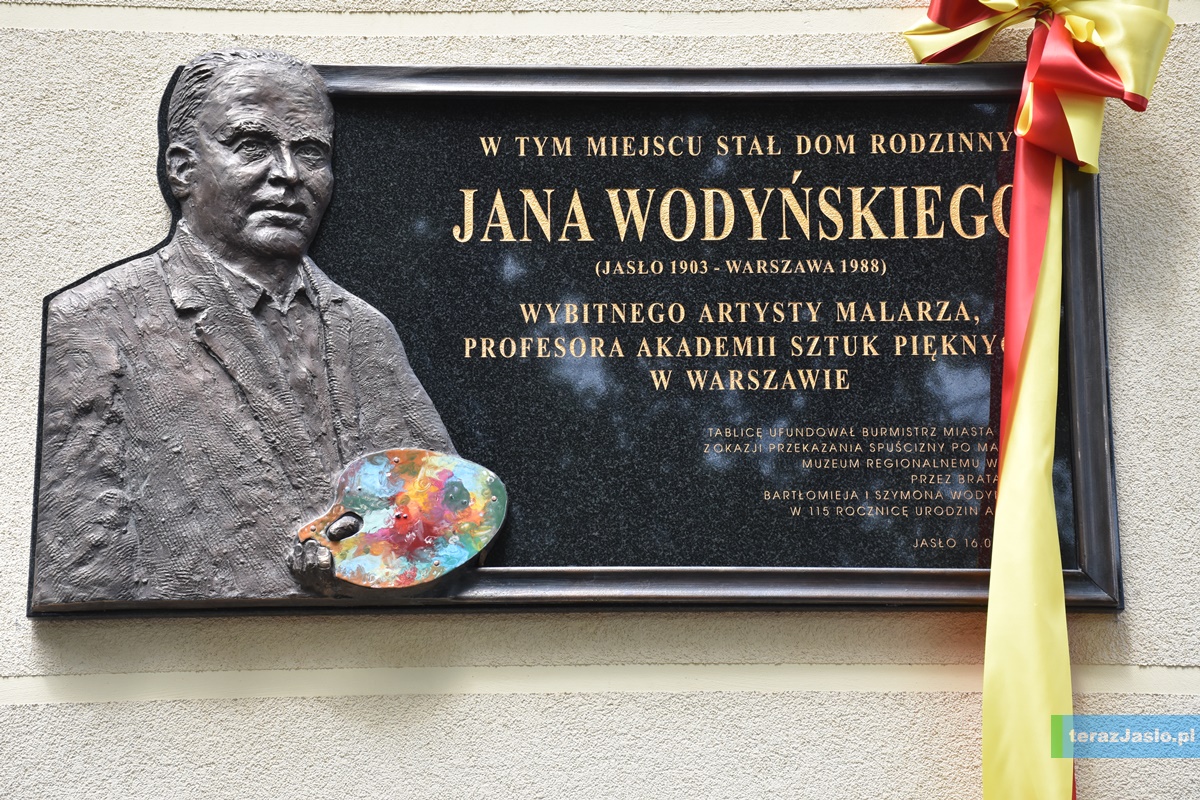 W TYM MIEJSCU STAŁ DOM RODZINNY
JANA WODYŃSKIEGO
(JASŁO 1903 - WARSZAWA 1988)
WYBITNEGO ARTYSTY MALARZA,
PROFESORA AKADEMII SZTUK
W WARSZAWIE
TABLICĘ UFUNDOWAŁ BURMISTRZ MIASTA
Z OKAZJI PRZEKAZANIA SPUŚCIZNY PO
MUZEUM REGIONALNEMU W
PRZEZ
BARTŁOMIEJA I SZYMONA
W 115 ROCZNICĘ URODZIN
JASŁO
terazJaslo.pl